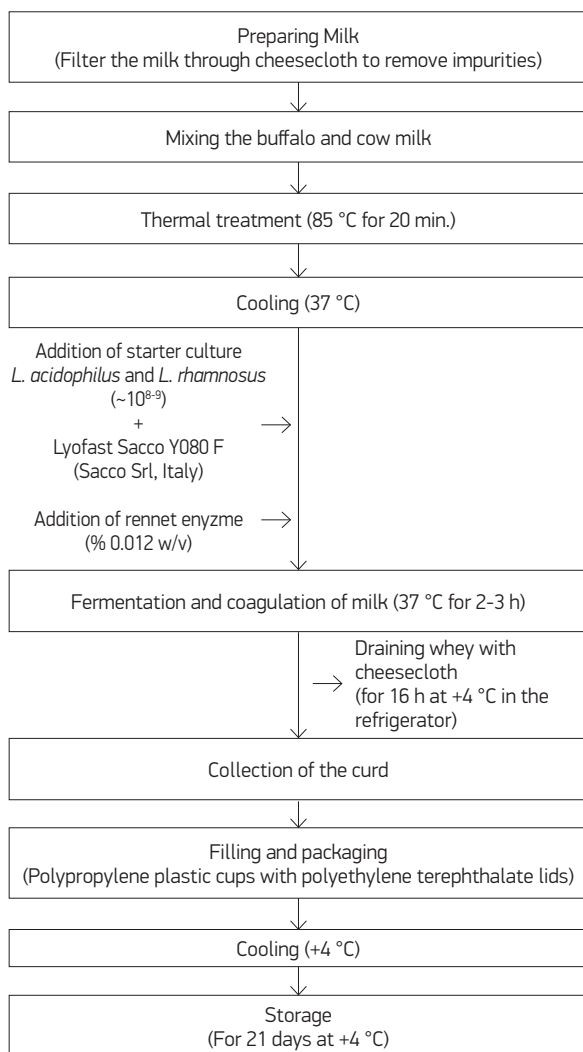 Preparing Milk
(Filter the milk through cheesecloth to remove impurities)
Mixing the buffalo and cow milk
Thermal treatment (85 °C for 20 min.)
Cooling (37 °C)
Addition of starter culture
L. acidophilus and L. rhamnosus
(~10⁸⁻⁹)
+
Lyofast Sacco Y080 F
(Sacco Srl, Italy)
Addition of rennet enyzme
(% 0.012 w/v)
Fermentation and coagulation of milk (37 °C for 2-3 h)
Draining whey with
cheesecloth
(for 16 h at +4 °C in the
refrigerator)
Collection of the curd
Filling and packaging
(Polypropylene plastic cups with polyethylene terephthalate lids)
Cooling (+4 °C)
Storage
(For 21 days at +4 °C)